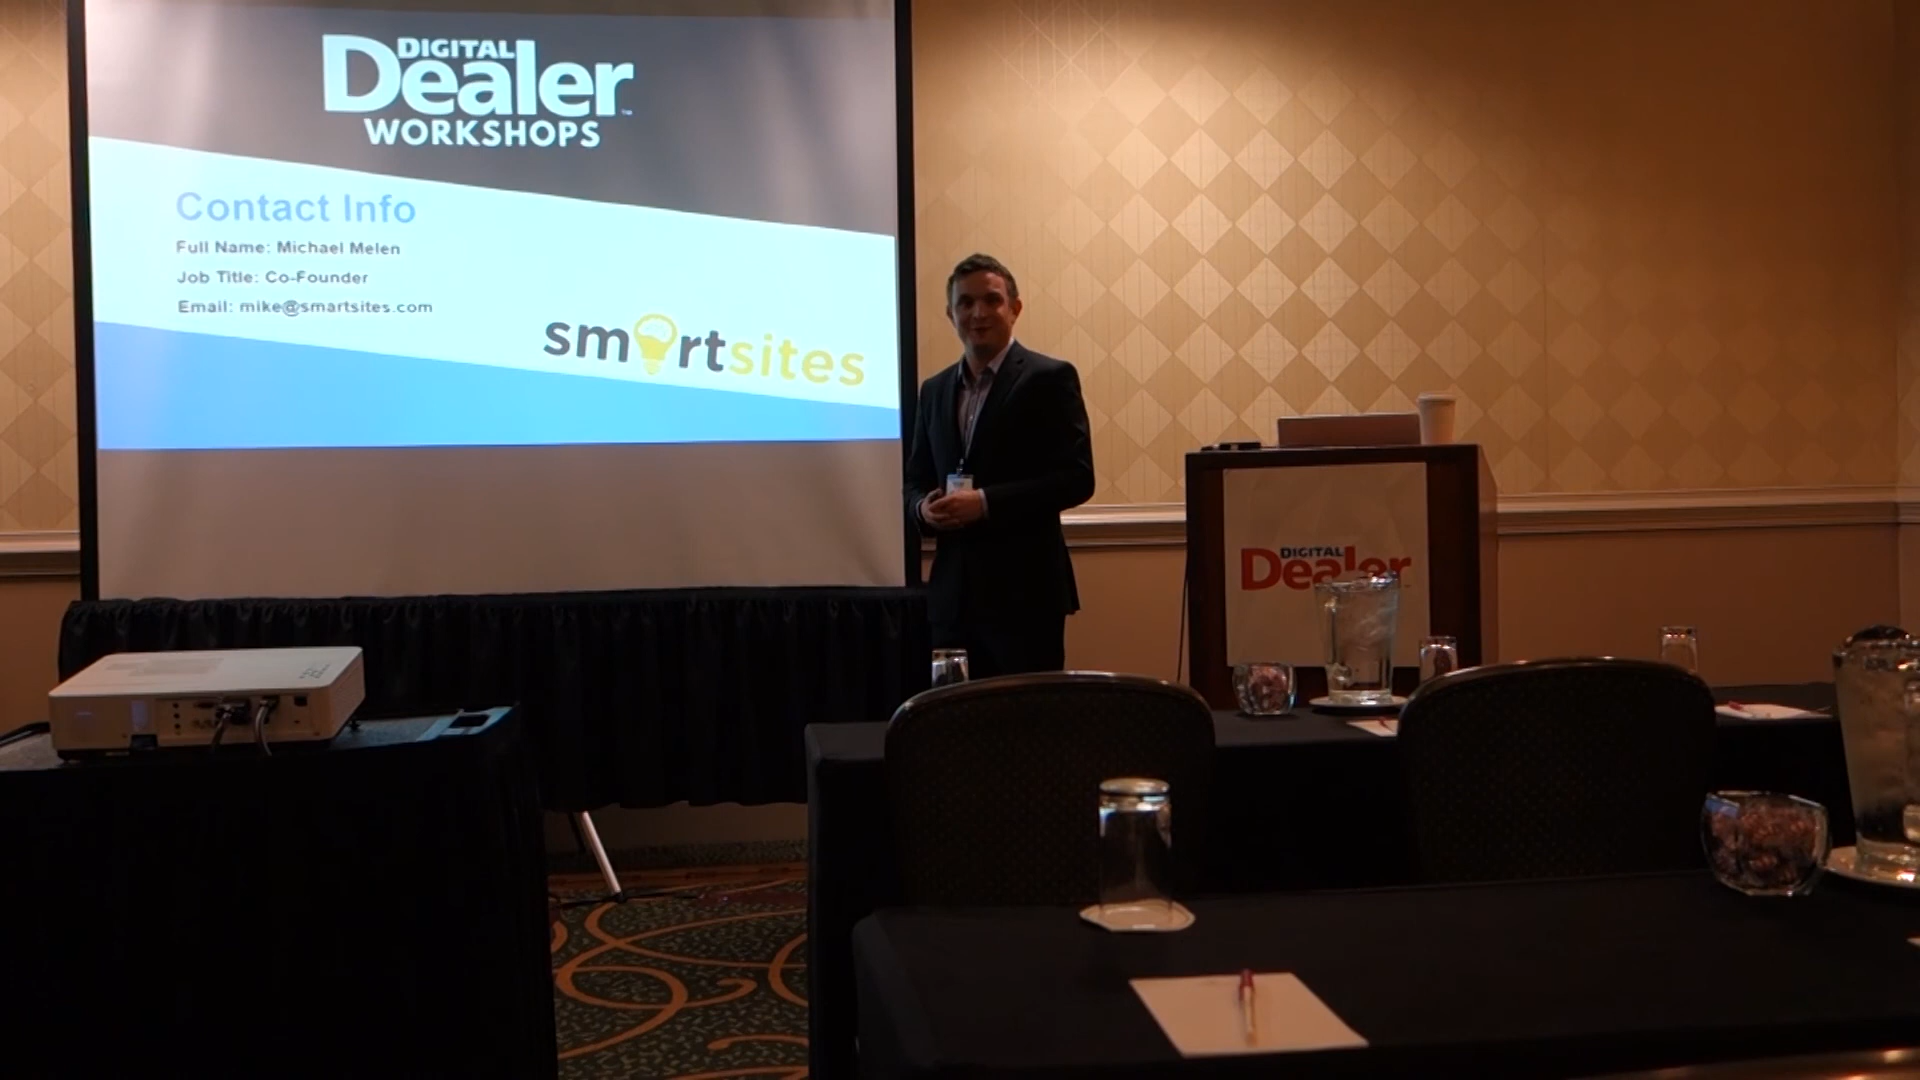 DIGITAL
Dealer
WORKSHOPS
Contact Info
Full Name: Michael Melen
Job Title: Co-Founder
Email: mike@smartsites.com
smartsites
DIGITAL
Dealer